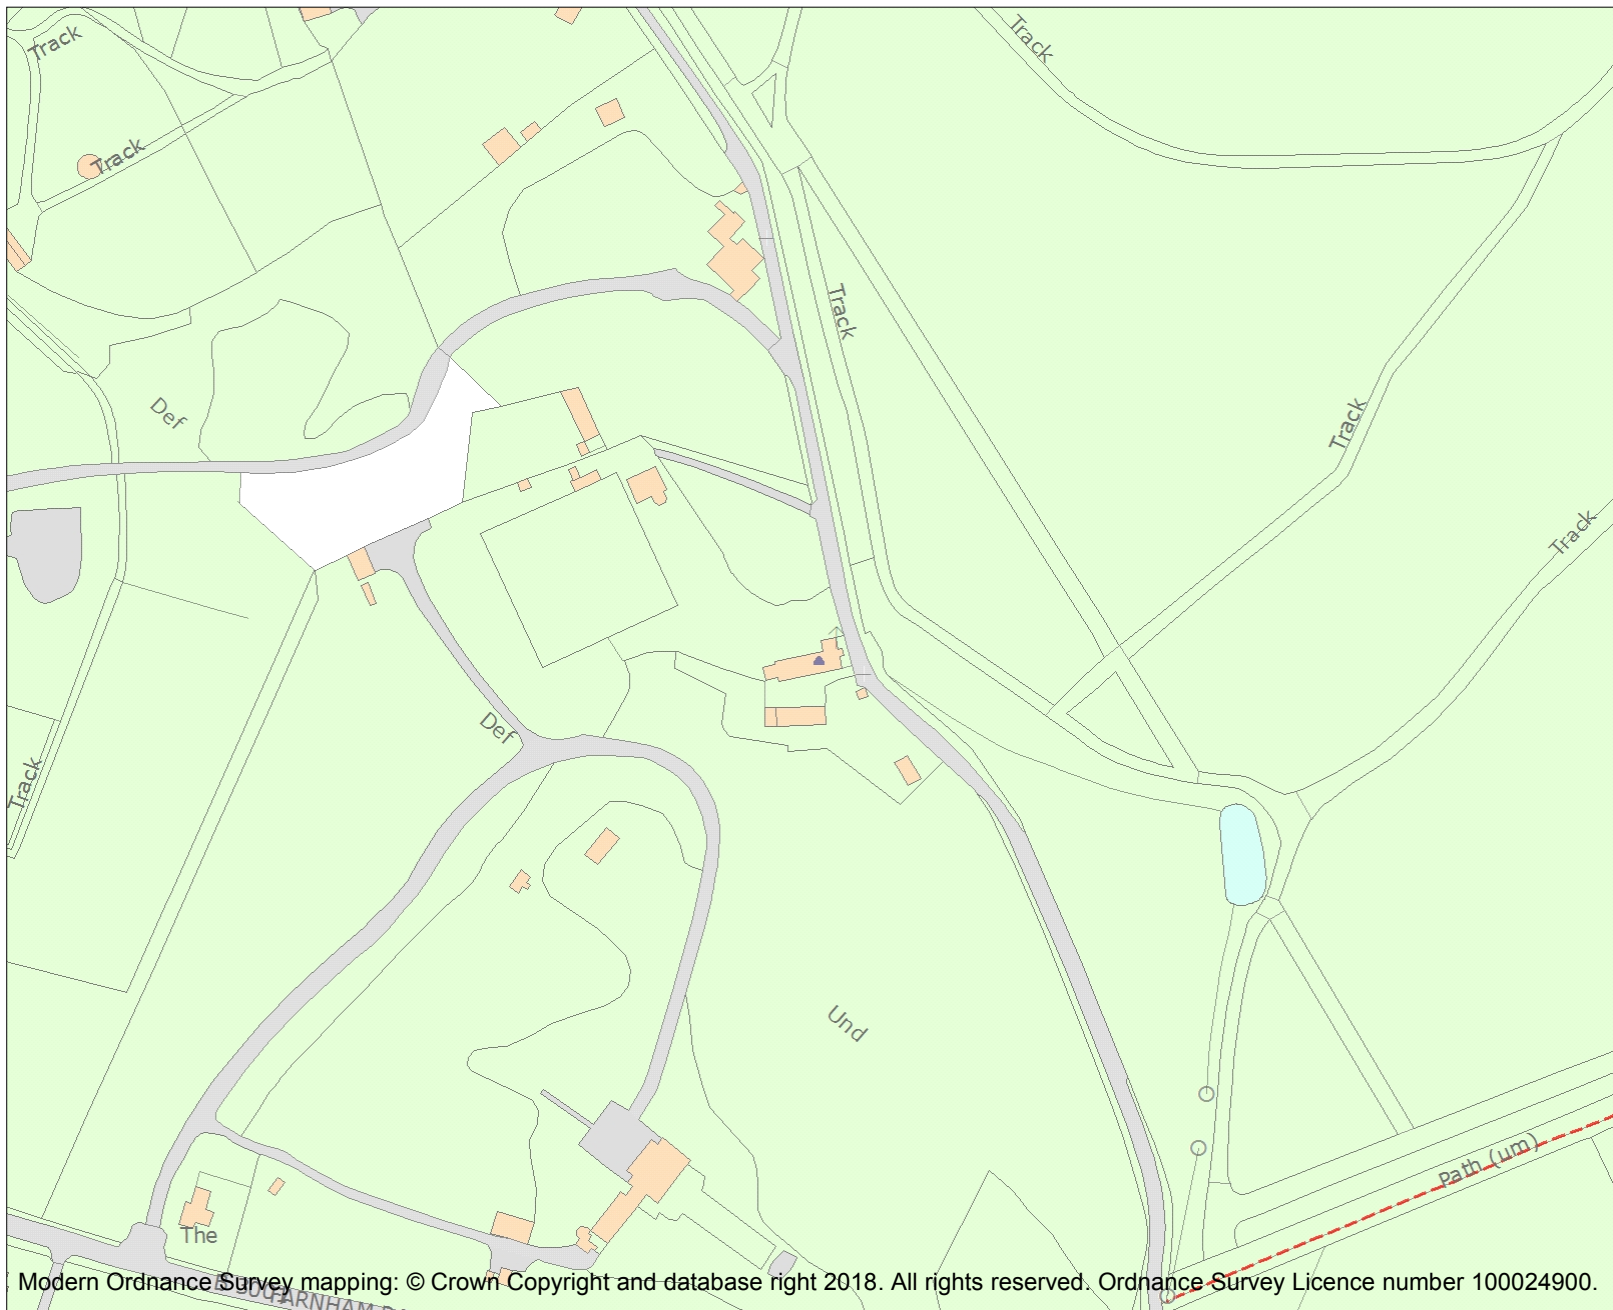 Track
Track
Track
Track
Track
Def
Track
Def
Track
Und
Path (um)
The
Modern Ordnance Survey mapping: © Crown Copyright and database right 2018. All rights reserved. Ordnance Survey Licence number 100024900.